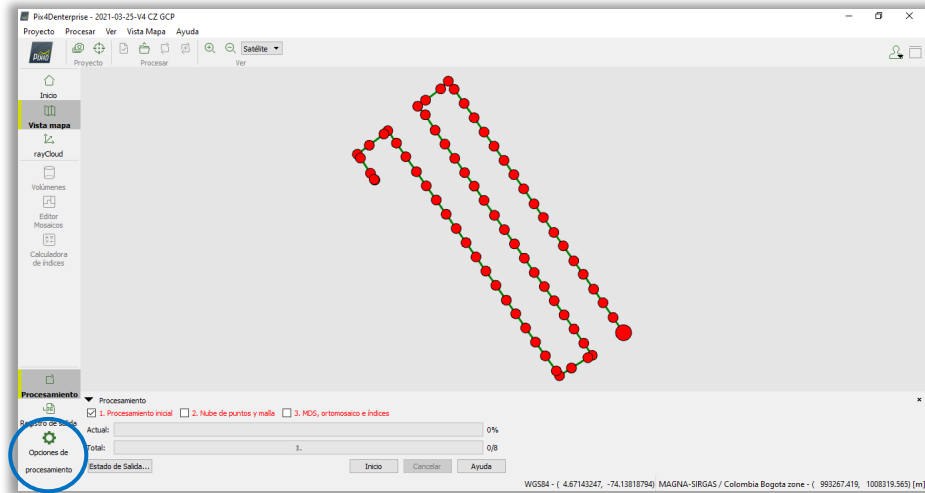 Pix4Denterprise - 2021-03-25-V4 CZ GCP
Proyecto Procesar Ver Vista Mapa Ayuda
Satélite
Proyecto Procesar Ver
Inicio
Vista mapa
rayCloud
Volúmenes
Editor
Mosaicos
Calculadora
de índices
Procesamiento
Registro de salida
Opciones de
procesamiento
Procesamiento
1. Procesamiento inicial 2. Nube de puntos y malla 3. MDS, ortomosaico e índices
Actual: 0%
Total: 1. 0/8
Estado de Salida... Inicio Cancelar Ayuda
WGS84 - ( 4.67143247, -74.13818794) MAGNA-SIRGAS / Colombia Bogota zone - ( 993267.419, 1008319.565) [m]